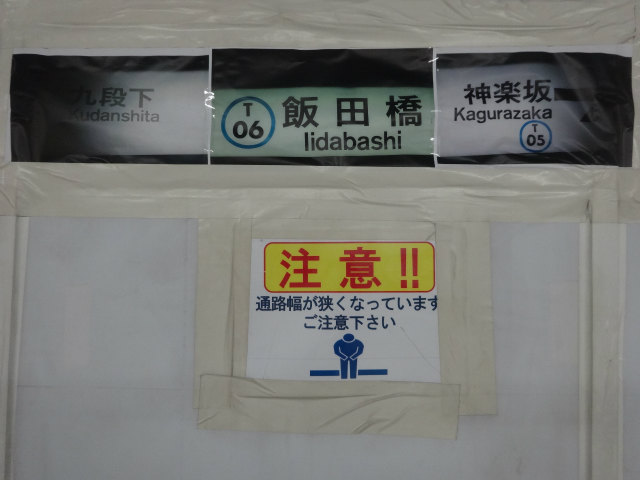 九段下
Kudanshita
T
06
飯田橋
Iidabashi
神楽坂
Kagurazaka
T
05
注意!!
通路幅が狭くなっています
ご注意下さい